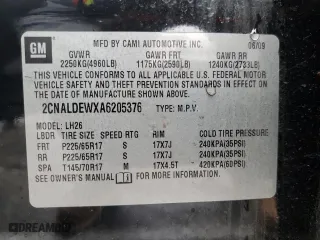 GM
MFD BY CAMI AUTOMOTIVE INC. 06/09
GVWR GAWR FRT GAWR RR
2250KG(4960LB) 1175KG(2590LB) 1240KG(2733LB)
THIS VEHICLE CONFORMS TO ALL APPLICABLE U.S. FEDERAL MOTOR
VEHICLE SAFETY AND THEFT PREVENTION STANDARDS IN EFFECT ON
THE DATE OF MANUFACTURE SHOWN ABOVE.
2CNALDEWXA6205376 TYPE: M.P.V.
MODEL: LH26
LBDR TIRE SIZE SPEED RTG RIM COLD TIRE PRESSURE
FRT P225/65R17 S 17X7J 240KPA(35PSI)
RR P225/65R17 S 17X7J 240KPA(35PSI)
SPA T145/70R17 M 17X4.5T 420KPA(60PSI)
SEE OWNER'S MANUAL FOR ADDITIONAL INFORMATION.